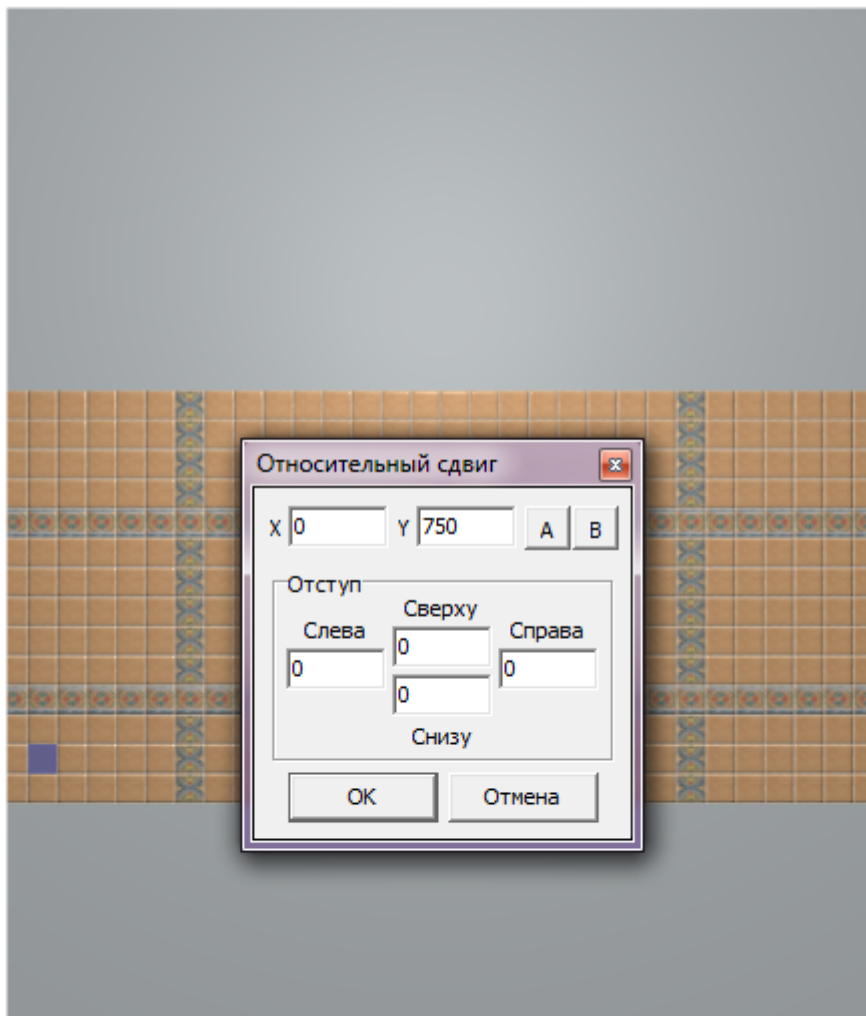 Относительный сдвиг
X 0 Y 750 A B
Отступ
Сверху
Слева 0 Справа
0 0 0
Снизу
OK Отмена